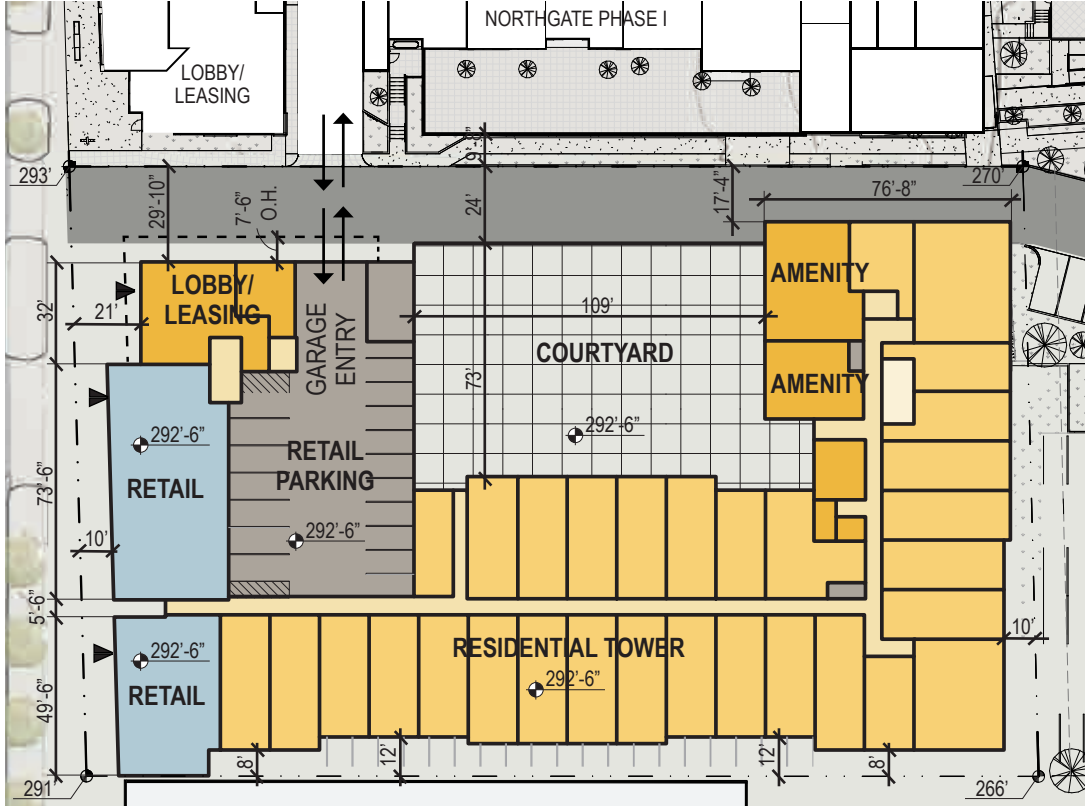 NORTHGATE PHASE I
LOBBY/
LEASING
293'
29'-10"
7'-6"
O.H.
24'
17'-4"
270'
76'-8"
LOBBY/
LEASING
32'
21'
GARAGE
ENTRY
109'
COURTYARD
AMENITY
AMENITY
73'
292'-6"
292'-6"
RETAIL
RETAIL
PARKING
73'-6"
292'-6"
10'
5'-6"
292'-6"
RETAIL
RESIDENTIAL TOWER
292'-6"
10'
49'-6"
8'
12'
12'
8'
291'
266'